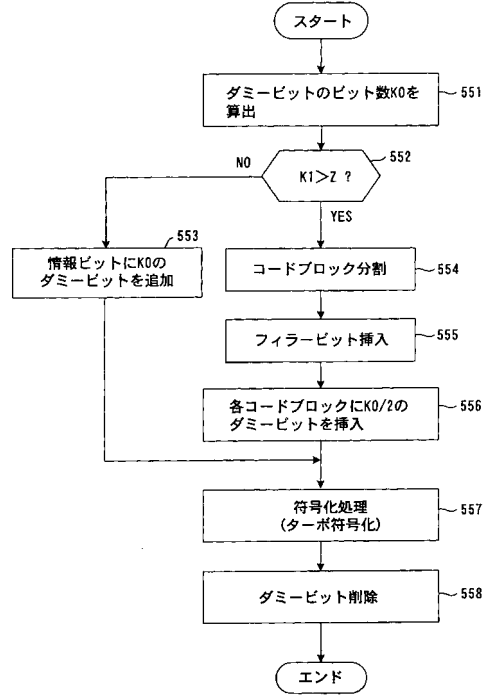 スタート
ダミービットのビット数K0を
算出
551
552
K1＞Z ?
NO
YES
553
情報ビットにK0の
ダミービットを追加
コードブロック分割
554
フィラービット挿入
555
各コードブロックにK0/2の
ダミービットを挿入
556
符号化処理
(ターボ符号化)
557
ダミービット削除
558
エンド